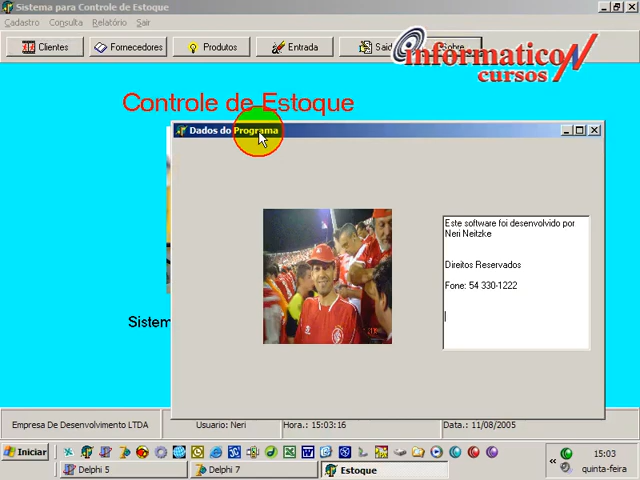 Sistema para Controle de Estoque
Cadastro Consulta Relatório Sair
Clientes Fornecedores Produtos Entrada Sobre
informaticoN
cursos
Controle de Estoque
Dados do Programa
Este software foi desenvolvido por
Neri Neitzke
Direitos Reservados
Fone: 54 330-1222
Sistem
Empresa De Desenvolvimento LTDA Usuario: Neri Hora.: 15:03:16 Data.: 11/08/2005
Iniciar 15:03
Delphi 5 Delphi 7 Estoque quinta-feira